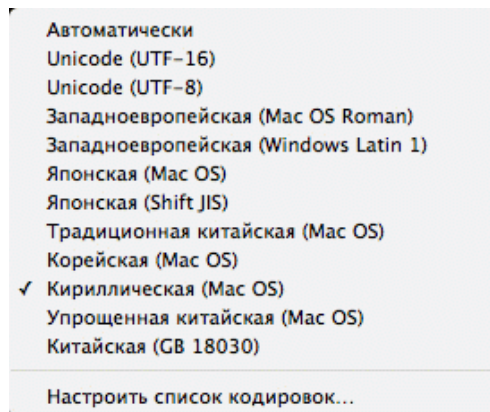 Автоматически
Unicode (UTF-16)
Unicode (UTF-8)
Западноевропейская (Mac OS Roman)
Западноевропейская (Windows Latin 1)
Японская (Mac OS)
Японская (Shift JIS)
Традиционная китайская (Mac OS)
Корейская (Mac OS)
✓ Кириллическая (Mac OS)
Упрощенная китайская (Mac OS)
Китайская (GB 18030)
Настроить список кодировок...